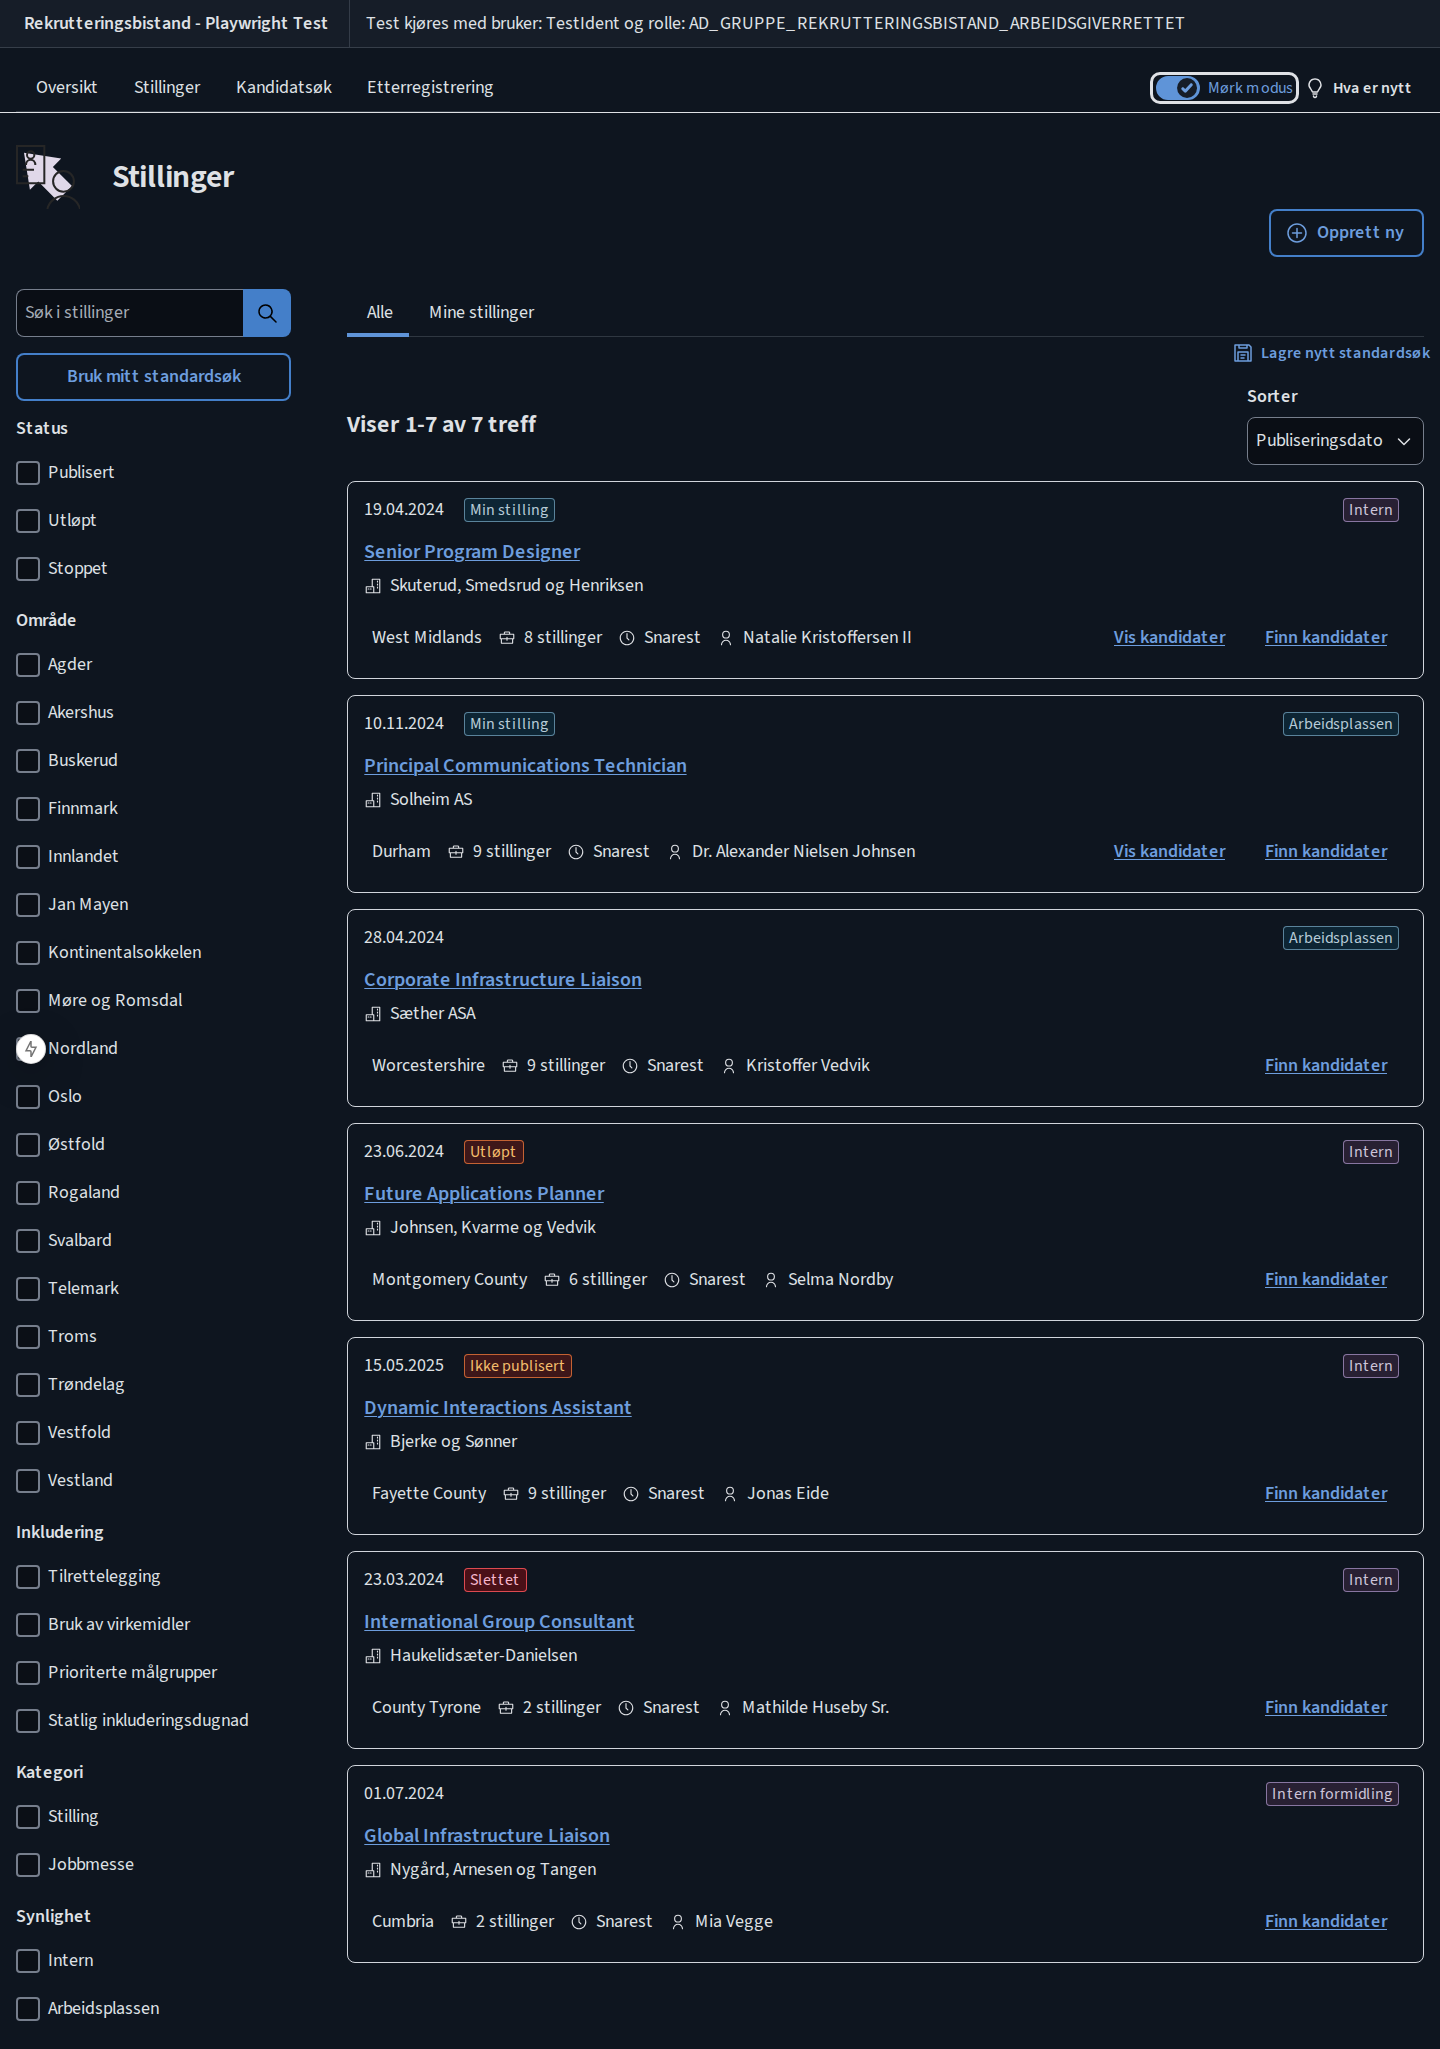 Rekrutteringsbistand - Playwright Test
Test kjøres med bruker: TestIdent og rolle: AD_GRUPPE_REKRUTTERINGSBISTAND_ARBEIDSGIVERRETTET
Oversikt
Stillinger
Kandidatsøk
Etterregistrering
Mørk modus
Hva er nytt
Stillinger
Opprett ny
Søk i stillinger
Bruk mitt standardsøk
Status
Publisert
Utløpt
Stoppet
Område
Agder
Akershus
Buskerud
Finnmark
Innlandet
Jan Mayen
Kontinentalsokkelen
Møre og Romsdal
Nordland
Oslo
Østfold
Rogaland
Svalbard
Telemark
Troms
Trøndelag
Vestfold
Vestland
Inkludering
Tilrettelegging
Bruk av virkemidler
Prioriterte målgrupper
Statlig inkluderingsdugnad
Kategori
Stilling
Jobbmesse
Synlighet
Intern
Arbeidsplassen
Alle
Mine stillinger
Lagre nytt standardsøk
Viser 1-7 av 7 treff
Sorter
Publiseringsdato
19.04.2024 Min stilling Intern
Senior Program Designer
Skuterud, Smedsrud og Henriksen
West Midlands 8 stillinger Snarest Natalie Kristoffersen II Vis kandidater Finn kandidater
10.11.2024 Min stilling Arbeidsplassen
Principal Communications Technician
Solheim AS
Durham 9 stillinger Snarest Dr. Alexander Nielsen Johnsen Vis kandidater Finn kandidater
28.04.2024 Arbeidsplassen
Corporate Infrastructure Liaison
Sæther ASA
Worcestershire 9 stillinger Snarest Kristoffer Vedvik Finn kandidater
23.06.2024 Utløpt Intern
Future Applications Planner
Johnsen, Kvarme og Vedvik
Montgomery County 6 stillinger Snarest Selma Nordby Finn kandidater
15.05.2025 Ikke publisert Intern
Dynamic Interactions Assistant
Bjerke og Sønner
Fayette County 9 stillinger Snarest Jonas Eide Finn kandidater
23.03.2024 Slettet Intern
International Group Consultant
Haukelidsæter-Danielsen
County Tyrone 2 stillinger Snarest Mathilde Huseby Sr. Finn kandidater
01.07.2024 Intern formidling
Global Infrastructure Liaison
Nygård, Arnesen og Tangen
Cumbria 2 stillinger Snarest Mia Vegge Finn kandidater